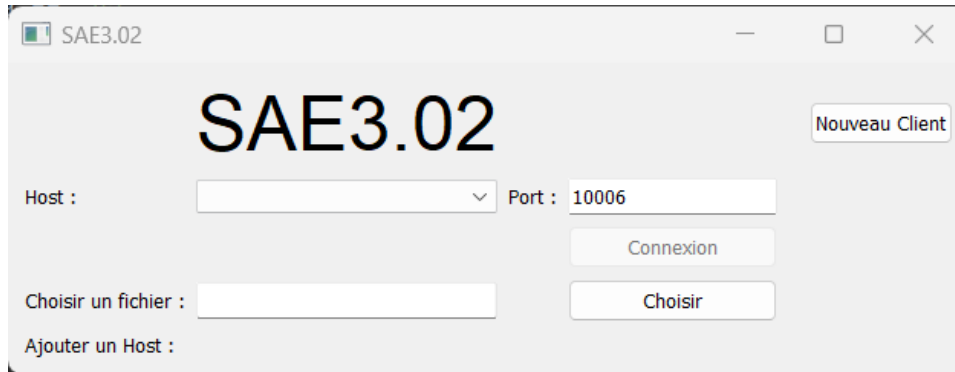 SAE3.02
SAE3.02
Nouveau Client
Host :
Port : 10006
Connexion
Choisir un fichier :
Choisir
Ajouter un Host :